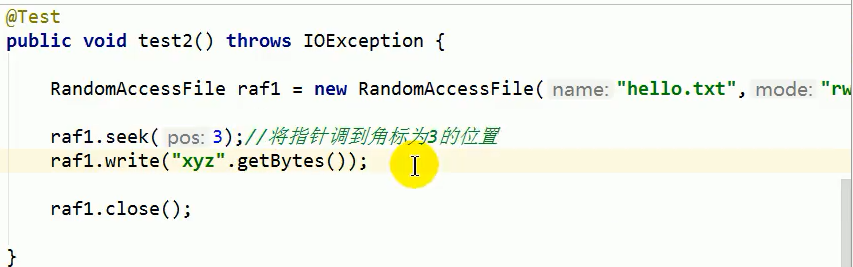 @Test
public void test2() throws IOException {
RandomAccessFile raf1 = new RandomAccessFile( name: "hello.txt", mode: "rw
raf1.seek( pos: 3);//将指针调到角标为3的位置
raf1.write("xyz".getBytes());
raf1.close();
}